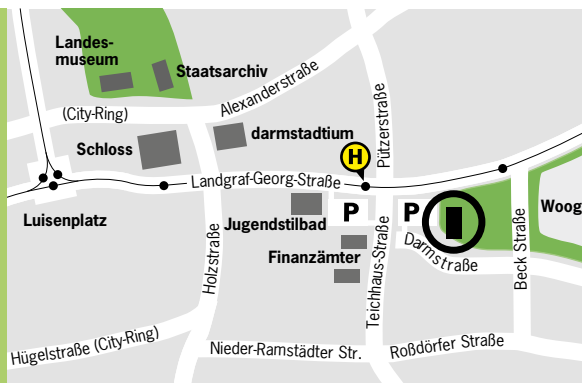 Landes-
museum
Staatsarchiv
Alexanderstraße
(City-Ring)
Schloss
darmstadtium
Pützerstraße
H
Landgraf-Georg-Straße
Luisenplatz
Jugendstilbad
P
P
Woog
Holzstraße
Finanzämter
Teichhaus-Straße
Darmstraße
Beck Straße
Hügelstraße (City-Ring)
Nieder-Ramstädter Str.
Roßdörfer Straße